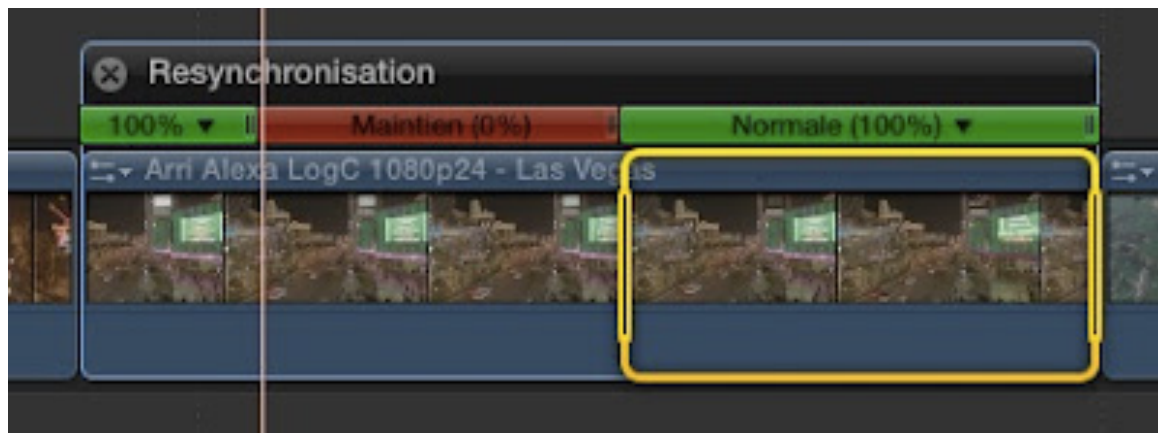 Resynchronisation
100% Maintien (0%) Normale (100%)
Arri Alexa LogC 1080p24 - Las Vegas